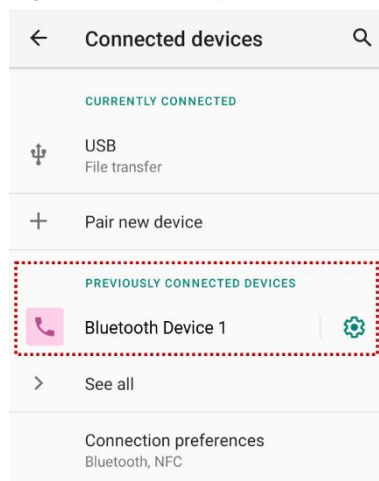 Connected devices
CURRENTLY CONNECTED
USB
File transfer
Pair new device
PREVIOUSLY CONNECTED DEVICES
Bluetooth Device 1
See all
Connection preferences
Bluetooth, NFC